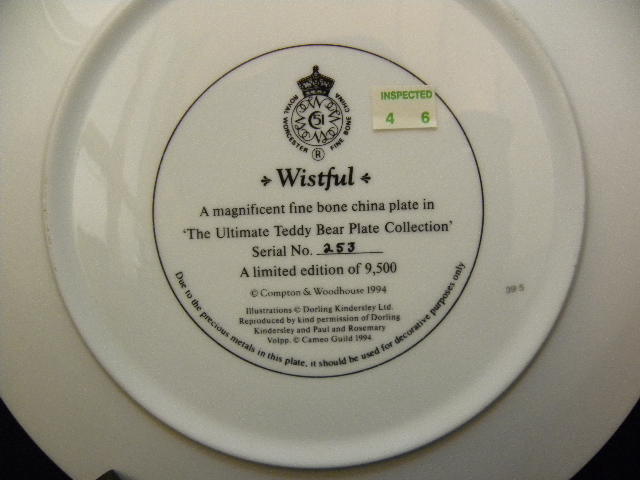 ROYAL WORCESTER FINE BONE CHINA
51
®
INSPECTED
4 6
Wistful
A magnificent fine bone china plate in
'The Ultimate Teddy Bear Plate Collection'
Serial No. 253
A limited edition of 9,500
© Compton & Woodhouse 1994
Illustrations © Dorling Kindersley Ltd.
Reproduced by kind permission of Dorling
Kindersley and Paul and Rosemary
Volpp. © Cameo Guild 1994
Due to the precious metals in this plate, it should be used for decorative purposes only
39 5